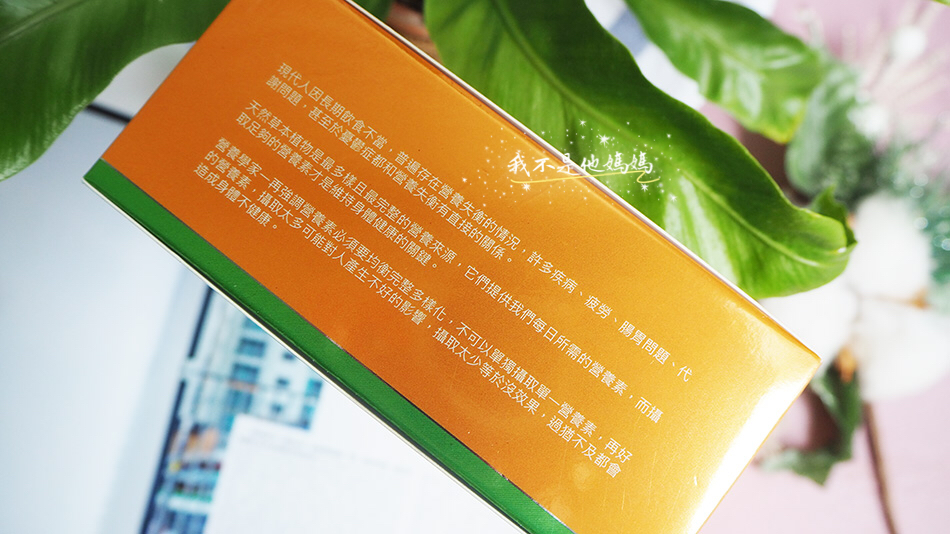 現代人因長期飲食不當，普遍存在營養失衡的情況，許多疾病、疲勞、腸胃問題、代
謝問題，甚至於憂鬱症都和營養失衡有直接的關係。
天然草本植物是最多樣且最完整的營養來源，它們提供我們每日所需的營養素，而攝
取足夠的營養素才是維持身體健康的關鍵。
營養學家一再強調營養素必須要均衡完整多樣化，不可以單獨攝取單一營養素，再好
的營養素，攝取太多可能對人產生不好的影響，攝取太少等於沒效果，過猶不及都會
造成身體不健康。
我不是他媽媽